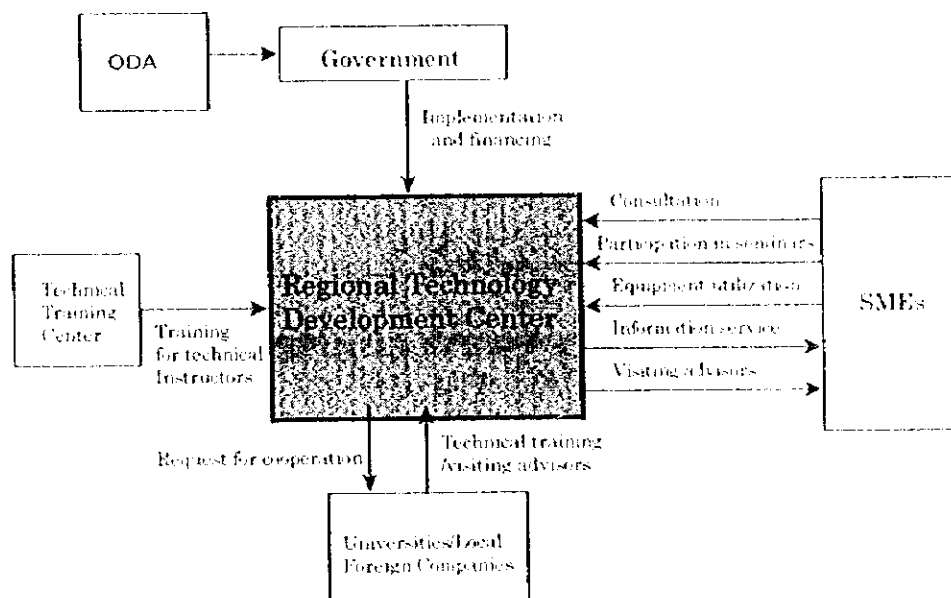 ODA
Government
Implementation
and financing
Consultation
Participation in seminars
Equipment utilization
Information service
Visiting advisors
SMEs
Regional Technology
Development Center
Technical
Training
Center
Training
for technical
Instructors
Request for cooperation
Technical training
/visiting advisors
Universities/Local
Foreign Companies